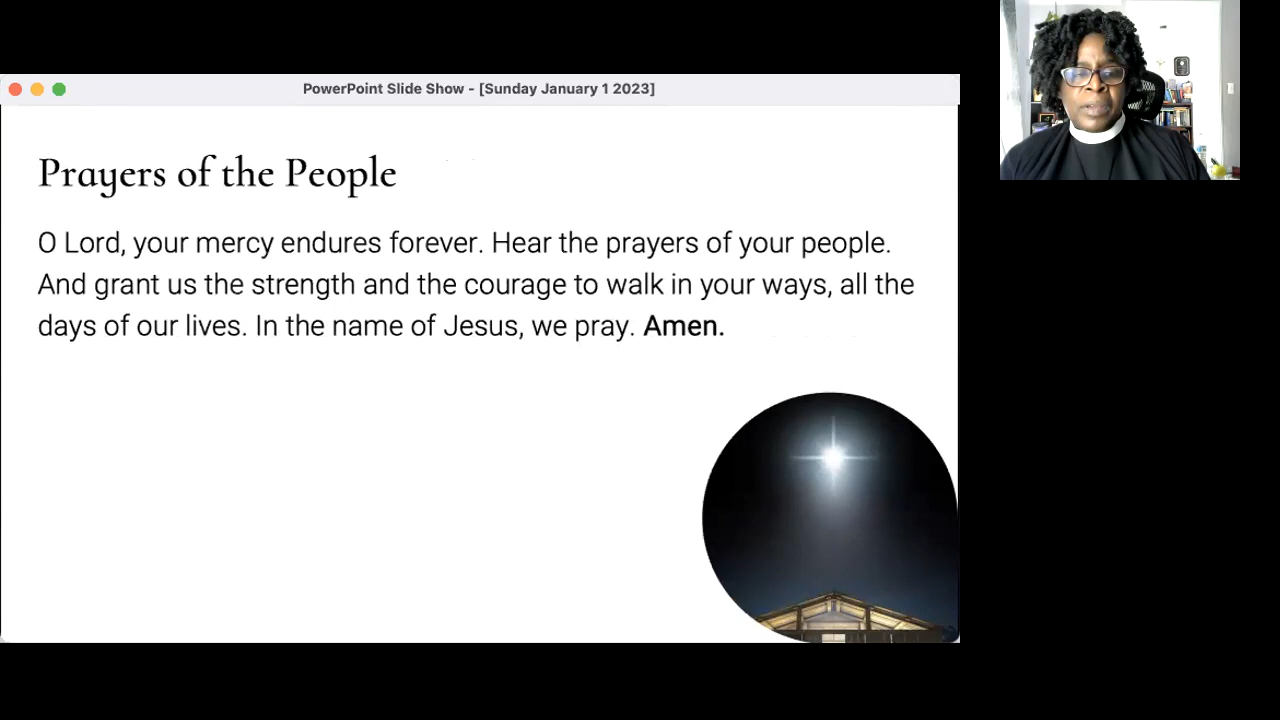 PowerPoint Slide Show - [Sunday January 1 2023]
Prayers of the People
O Lord, your mercy endures forever. Hear the prayers of your people.
And grant us the strength and the courage to walk in your ways, all the
days of our lives. In the name of Jesus, we pray. Amen.